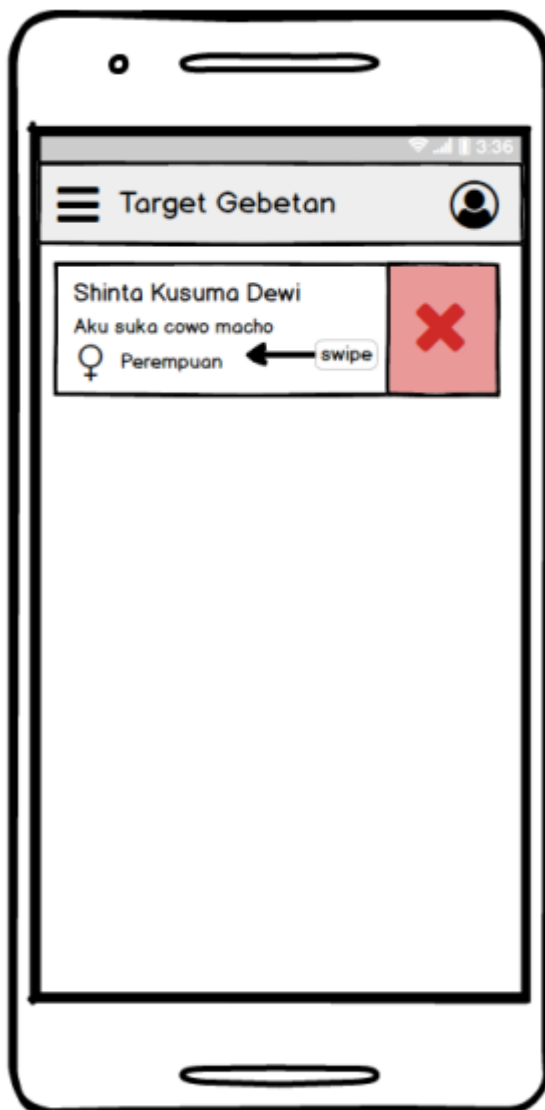 3:36
Target Gebetan
Shinta Kusuma Dewi
Aku suka cowo macho
Perempuan
swipe